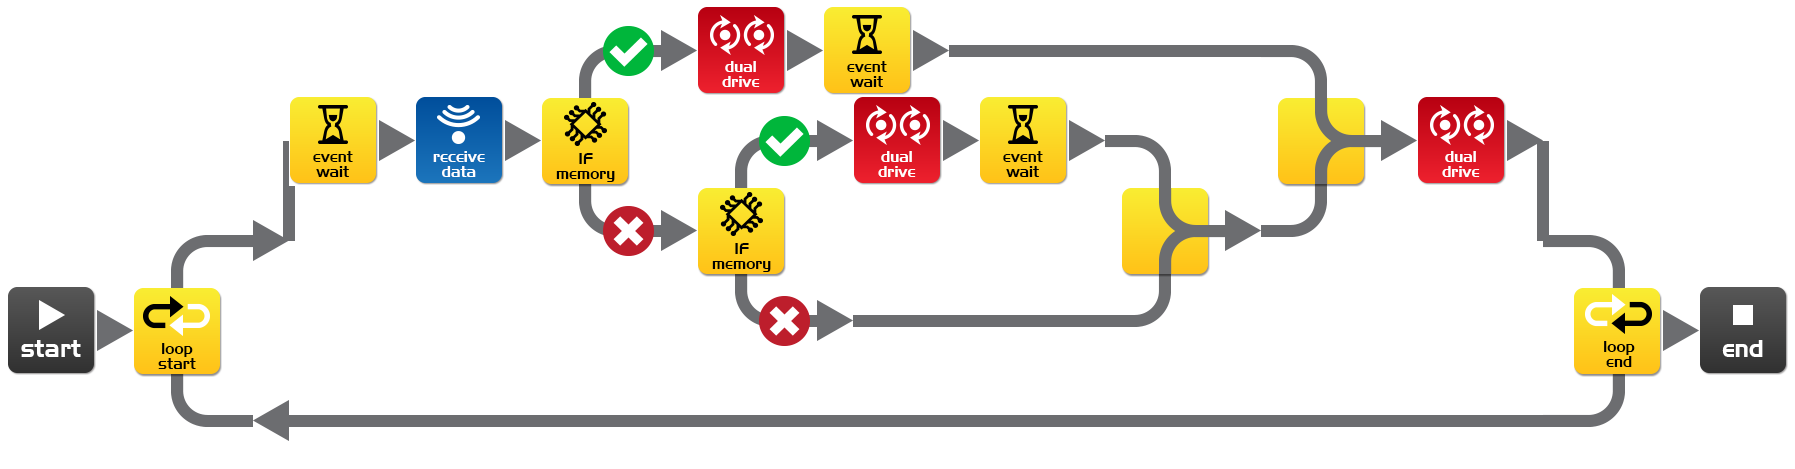 start
loop
start
event
wait
receive
data
IF
memory
dual
drive
event
wait
IF
memory
dual
drive
event
wait
dual
drive
loop
end
end